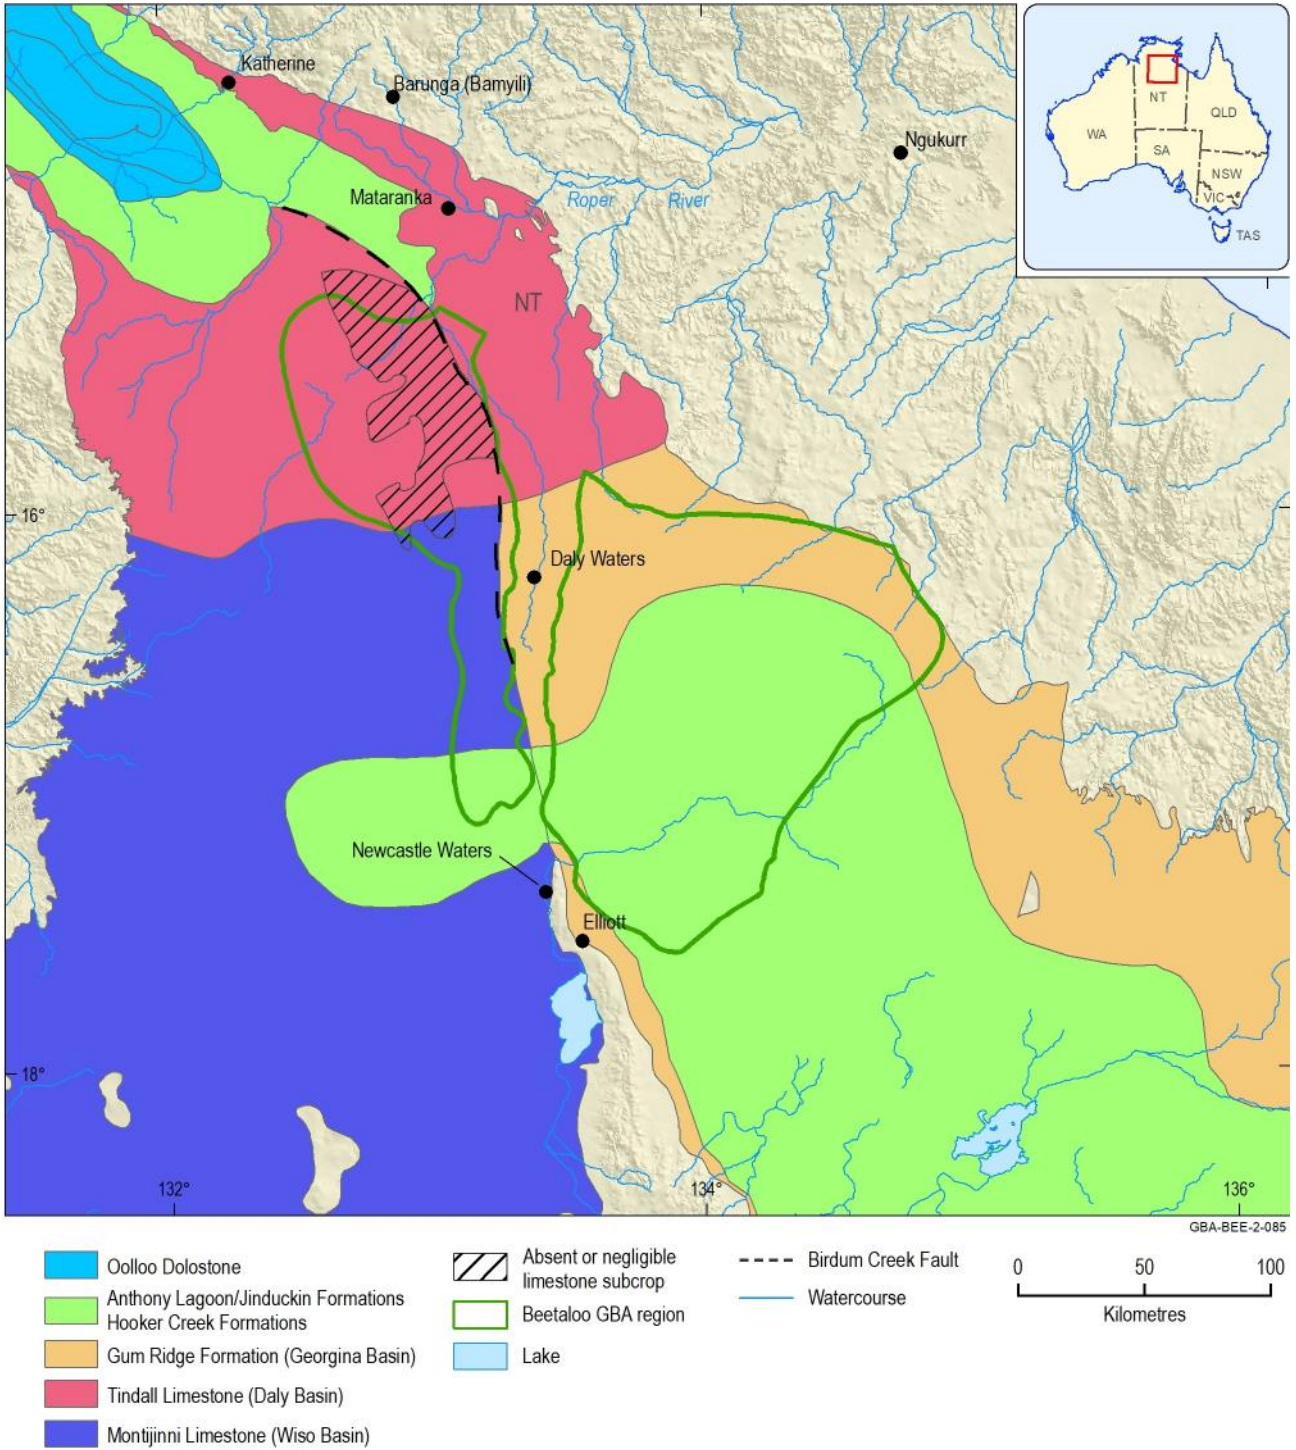 Katherine
Barunga (Bamyili)
Ngukurr
Mataranka
Roper River
NT
WA
NT
QLD
SA
NSW
VIC
TAS
16°
Daly Waters
Newcastle Waters
Elliott
18°
132°
134°
136°
GBA-BEE-2-085
Oolloo Dolostone
Anthony Lagoon/Jinduckin Formations
Hooker Creek Formations
Gum Ridge Formation (Georgina Basin)
Tindall Limestone (Daly Basin)
Montijinni Limestone (Wiso Basin)
Absent or negligible
limestone subcrop
Beetaloo GBA region
Lake
Birdum Creek Fault
Watercourse
0 50 100
Kilometres